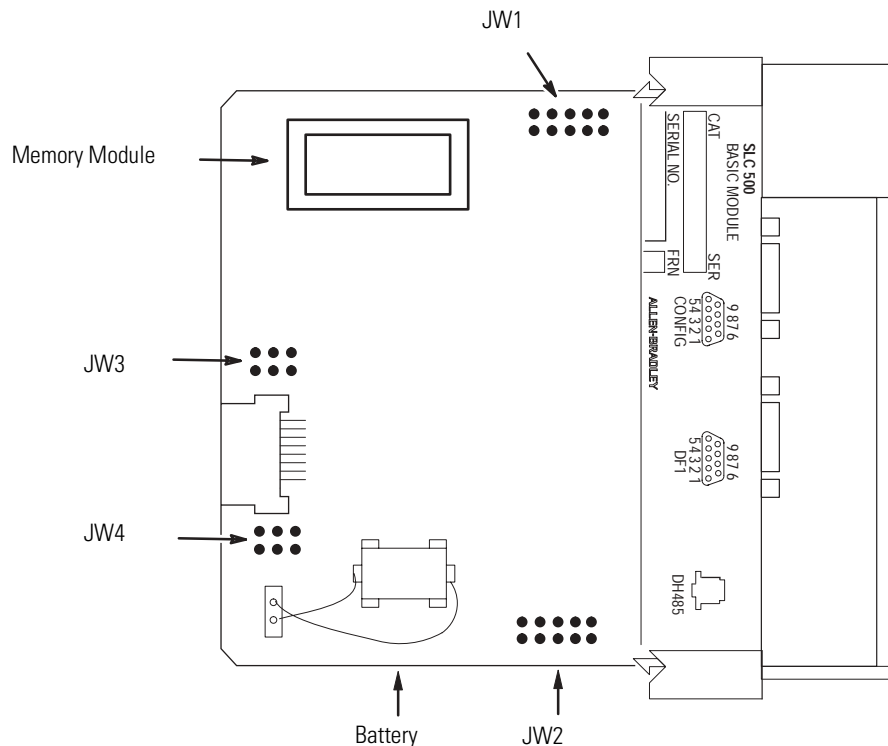 JW1
Memory Module
SLC 500
BASIC MODULE
CAT
SER
SERIAL NO.
FRN
ALLEN-BRADLEY
9 8 7 6
5 4 3 2 1
CONFIG
JW3
9 8 7 6
5 4 3 2 1
DF1
JW4
DH485
Battery
JW2